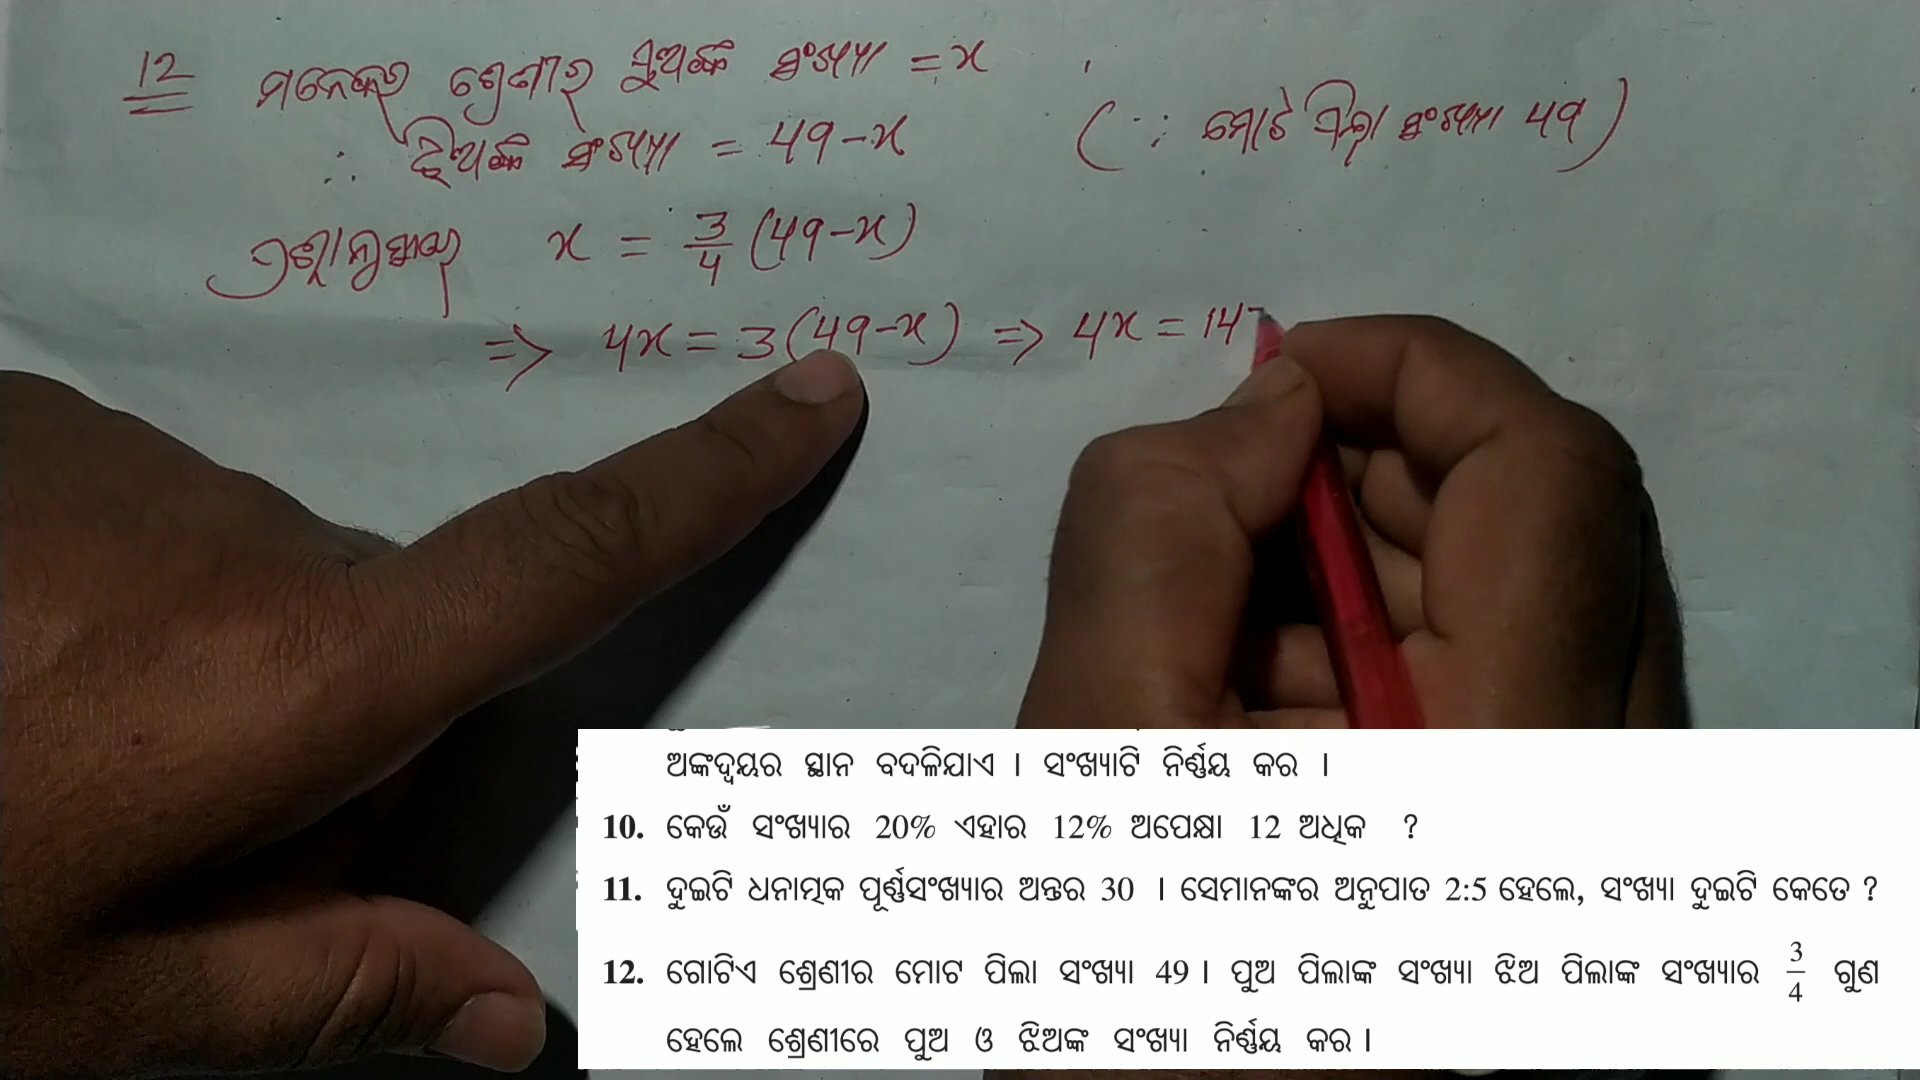 12 ମନେକର ଶ୍ରେଣୀର ପୁଅଙ୍କ ସଂଖ୍ୟା = x
∴ ଝିଅଙ୍କ ସଂଖ୍ୟା = 49-x (∵ ମୋଟ ପିଲା ସଂଖ୍ୟା 49)
ପ୍ରଶ୍ନାନୁସାରେ x = 3/4 (49-x)
⇒ 4x = 3(49-x) ⇒ 4x = 147
ଅଙ୍କଦ୍ୱୟର ସ୍ଥାନ ବଦଳିଯାଏ । ସଂଖ୍ୟାଟି ନିର୍ଣ୍ଣୟ କର ।
10. କେଉଁ ସଂଖ୍ୟାର 20% ଏହାର 12% ଅପେକ୍ଷା 12 ଅଧିକ ?
11. ଦୁଇଟି ଧନାତ୍ମକ ପୂର୍ଣ୍ଣସଂଖ୍ୟାର ଅନ୍ତର 30 । ସେମାନଙ୍କର ଅନୁପାତ 2:5 ହେଲେ, ସଂଖ୍ୟା ଦୁଇଟି କେତେ ?
12. ଗୋଟିଏ ଶ୍ରେଣୀର ମୋଟ ପିଲା ସଂଖ୍ୟା 49 । ପୁଅ ପିଲାଙ୍କ ସଂଖ୍ୟା ଝିଅ ପିଲାଙ୍କ ସଂଖ୍ୟାର 3/4 ଗୁଣ
ହେଲେ ଶ୍ରେଣୀରେ ପୁଅ ଓ ଝିଅଙ୍କ ସଂଖ୍ୟା ନିର୍ଣ୍ଣୟ କର ।